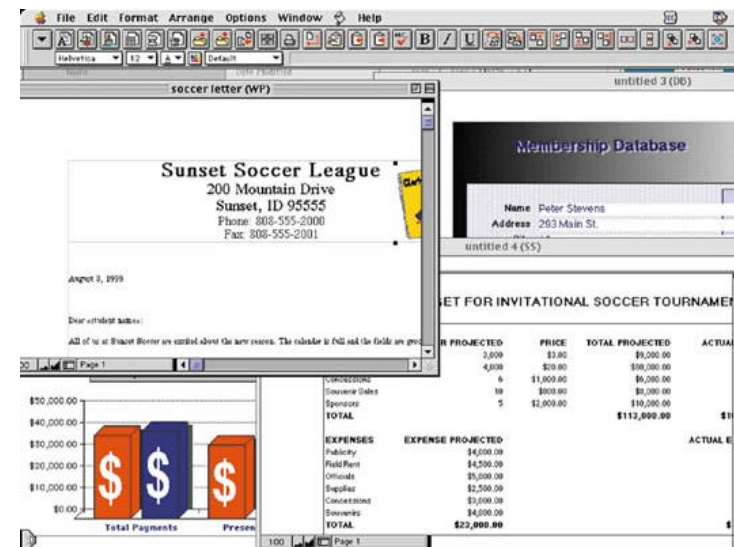 File Edit Format Arrange Options Window Help
Helvetica 12 A Default
Name Date Modified
untitled 3 (DB)
soccer letter (WP)
Membership Database
Sunset Soccer League
200 Mountain Drive
Sunset, ID 95555
Phone: 808-555-2000
Fax: 808-555-2001
Name Peter Stevens
Address 293 Main St.
untitled 4 (SS)
August 3, 1999
Dear
All of us at Sunset Soccer are excited about the new season. The calendar is full and the fields are
ET FOR INVITATIONAL SOCCER TOURNAME
R PROJECTED PRICE TOTAL PROJECTED ACTUA
3,000 $3.00 $9,000.00
4,000 $20.00 $80,000.00
Concessions 6 $1,000.00 $6,000.00
Souvenir Sales 10 $800.00 $8,000.00
Sponsors 5 $2,000.00 $10,000.00
TOTAL $113,000.00 $1
EXPENSES EXPENSE PROJECTED ACTUAL E
Publicity $4,000.00
Field Rent $4,500.00
Officials $5,000.00
Supplies $2,500.00
Concessions $3,000.00
Souvenirs $4,000.00
TOTAL $23,000.00 $
Page 1
$50,000.00
$40,000.00
$30,000.00
$20,000.00
$10,000.00
$0.00
$ $ $
Total Payments Presen
100 Page 1